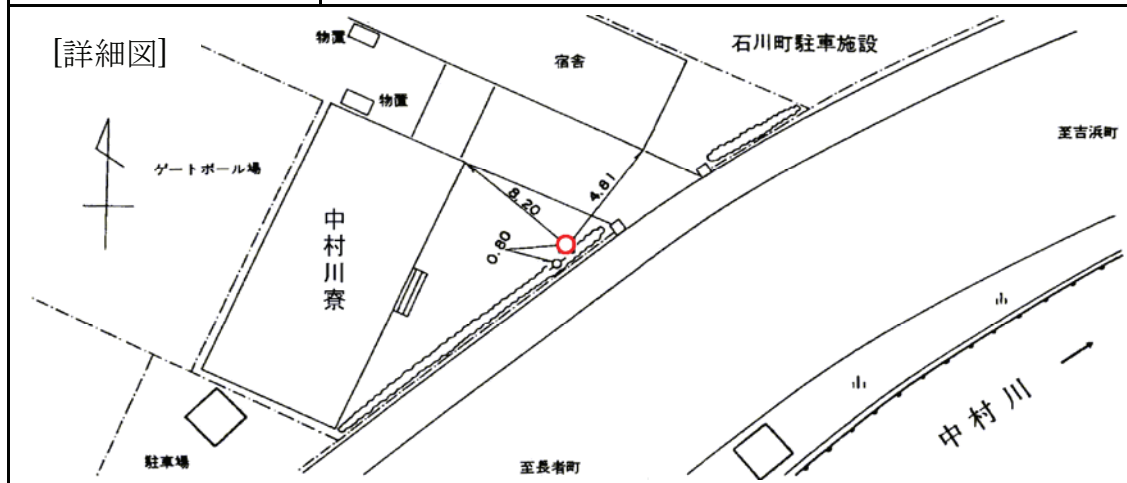 [詳細図]
物置
宿舎
石川町駐車施設
物置
至吉浜町
ゲートボール場
8.20
4.81
0.80
中村川寮
中村川
駐車場
至長者町